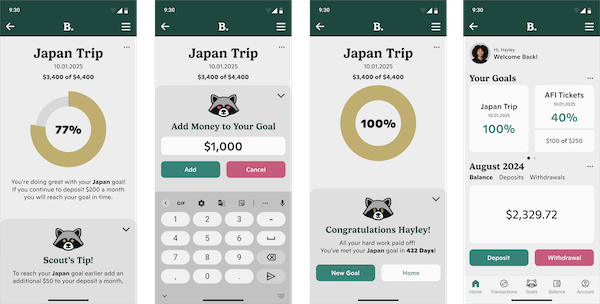 9:30
B.
Japan Trip
10.01.2025
$3,400 of $4,400
77%
You're doing great with your Japan goal!
If you continue to deposit $200 a month
you will reach your goal in time.
Scout's Tip!
To reach your Japan goal earlier add an
additional $50 to your deposit a month,
9:30
B.
Japan Trip
10.01.2025
$3,400 of $4,400
Add Money to Your Goal
$1,000
Add
Cancel
GIF
1
2
3
-
4
5
6
7
8
9
,
0
.
9:30
B.
Japan Trip
10.01.2025
$3,400 of $4,400
100%
Congratulations Hayley!
All your hard work paid off!
You've met your Japan goal in 422 Days!
New Goal
Home
9:30
B.
Hi, Hayley
Welcome Back!
Your Goals
Japan Trip
10.01.2025
100%
AFI Tickets
10.01.2025
40%
$100 of $250
August 2024
Balance Deposits Withdrawals
$2,329.72
Deposit
Withdrawal
Home Transactions Goals Balance Account